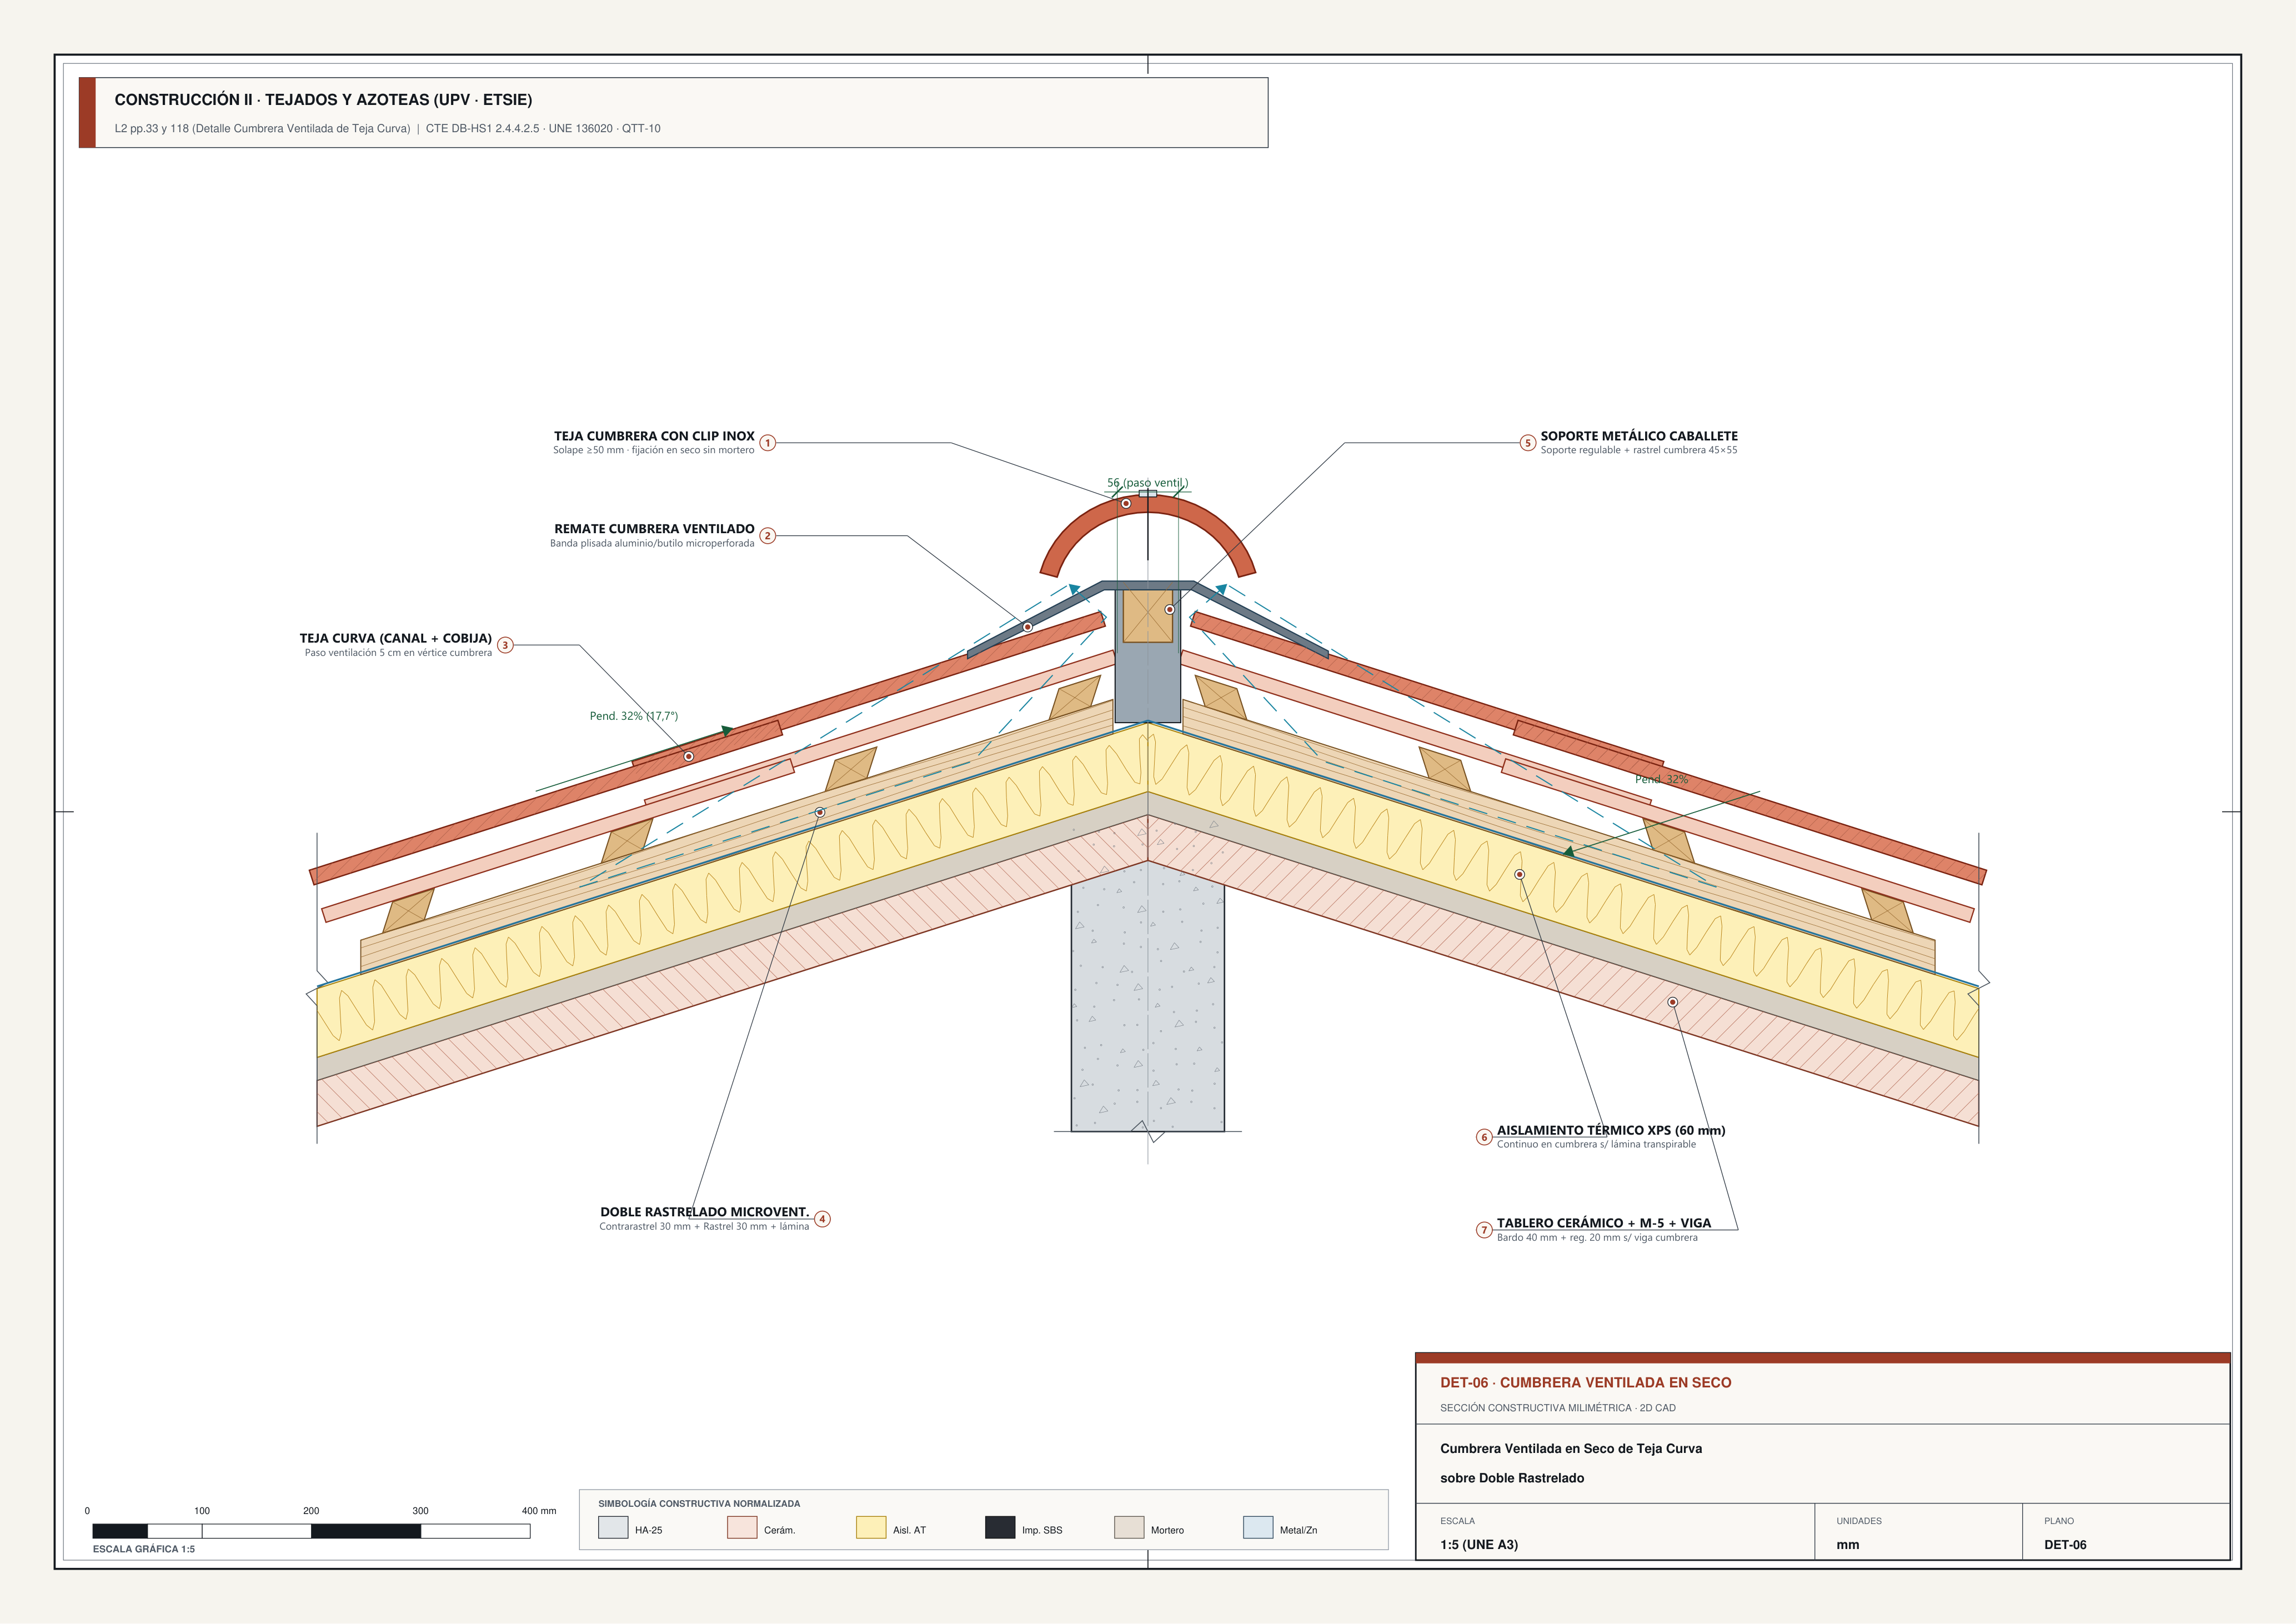 CONSTRUCCIÓN II · TEJADOS Y AZOTEAS (UPV · ETSIE)
L2 pp.33 y 118 (Detalle Cumbrera Ventilada de Teja Curva) | CTE DB-HS1 2.4.4.2.5 · UNE 136020 · QTT-10
TEJA CUMBRERA CON CLIP INOX 1
Solape ≥50 mm · fijación en seco sin mortero
5 SOPORTE METÁLICO CABALLETE
Soporte regulable + rastrel cumbrera 45×55
56 (paso ventil.)
REMATE CUMBRERA VENTILADO 2
Banda plisada aluminio/butilo microperforada
TEJA CURVA (CANAL + COBIJA) 3
Paso ventilación 5 cm en vértice cumbrera
Pend. 32% (17,7°)
Pend. 32%
6 AISLAMIENTO TÉRMICO XPS (60 mm)
Continuo en cumbrera s/ lámina transpirable
DOBLE RASTRELADO MICROVENT. 4
Contrarastrel 30 mm + Rastrel 30 mm + lámina
7 TABLERO CERÁMICO + M-5 + VIGA
Bardo 40 mm + reg. 20 mm s/ viga cumbrera
DET-06 · CUMBRERA VENTILADA EN SECO
SECCIÓN CONSTRUCTIVA MILIMÉTRICA · 2D CAD
Cumbrera Ventilada en Seco de Teja Curva
sobre Doble Rastrelado
ESCALA
1:5 (UNE A3)
UNIDADES
mm
PLANO
DET-06
0 100 200 300 400 mm
ESCALA GRÁFICA 1:5
SIMBOLOGÍA CONSTRUCTIVA NORMALIZADA
HA-25 Cerám. Aisl. AT Imp. SBS Mortero Metal/Zn